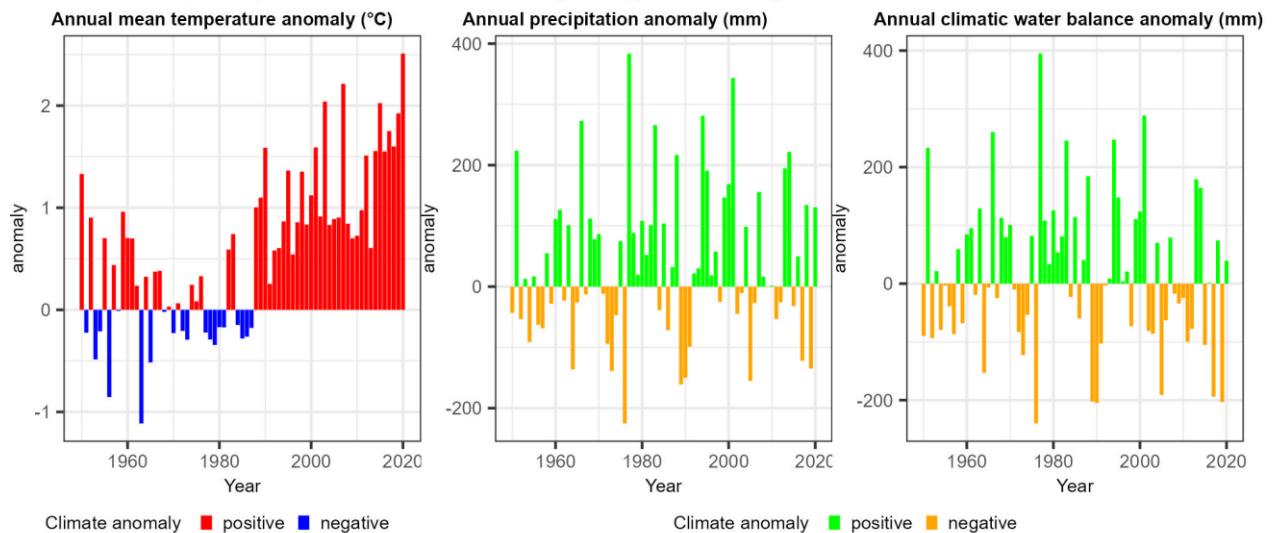 Annual mean temperature anomaly (°C)
2
1
0
-1
anomaly
1960
1980
2000
2020
Year
Climate anomaly positive negative
Annual precipitation anomaly (mm)
400
200
0
-200
anomaly
1960
1980
2000
202
Year
Annual climatic water balance anomaly (mm)
400
200
0
-200
anomaly
1960
1980
2000
2020
Year
Climate anomaly positive negative